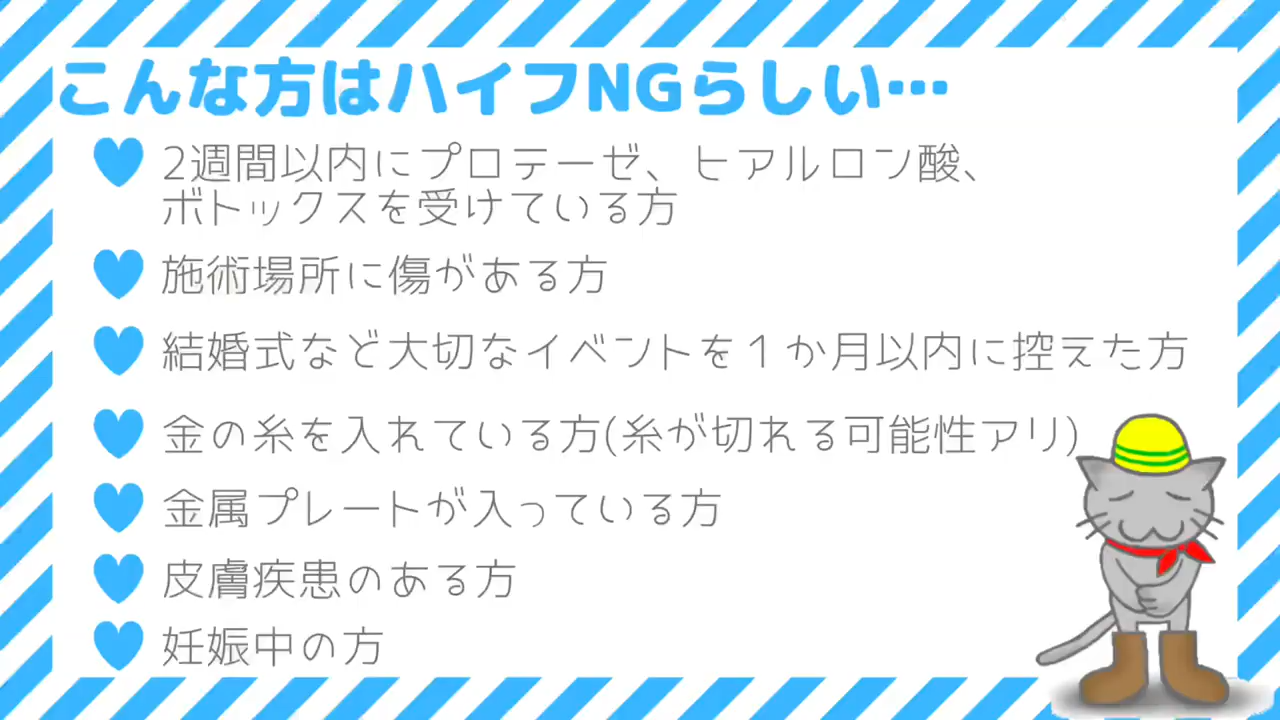 こんな方はハイフNGらしい…
2週間以内にプロテーゼ、ヒアルロン酸、
ボトックスを受けている方
施術場所に傷がある方
結婚式など大切なイベントを１か月以内に控えた方
金の糸を入れている方(糸が切れる可能性アリ)
金属プレートが入っている方
皮膚疾患のある方
妊娠中の方